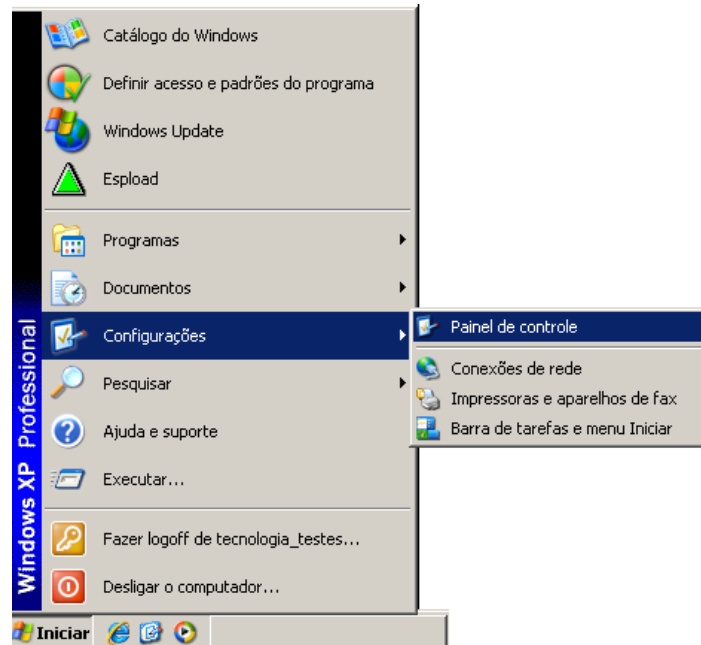 Catálogo do Windows
Definir acesso e padrões do programa
Windows Update
Espload
Programas
Documentos
Configurações
Pesquisar
Ajuda e suporte
Executar...
Fazer logoff de tecnologia_testes...
Desligar o computador...
Windows XP Professional
Painel de controle
Conexões de rede
Impressoras e aparelhos de fax
Barra de tarefas e menu Iniciar
Iniciar